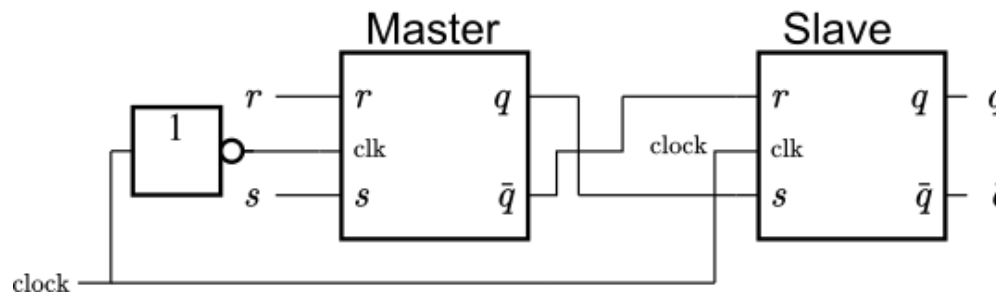 Master Slave
r r q r q
1 clk clock clk
s s q̄ s q̄
clock